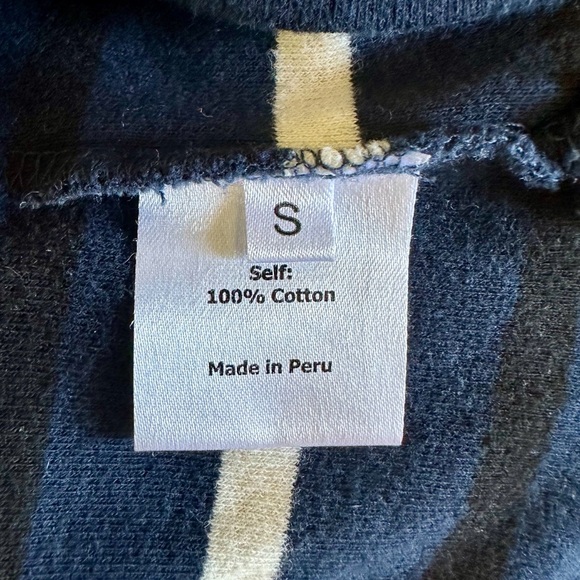 S
Self:
100% Cotton
Made in Peru